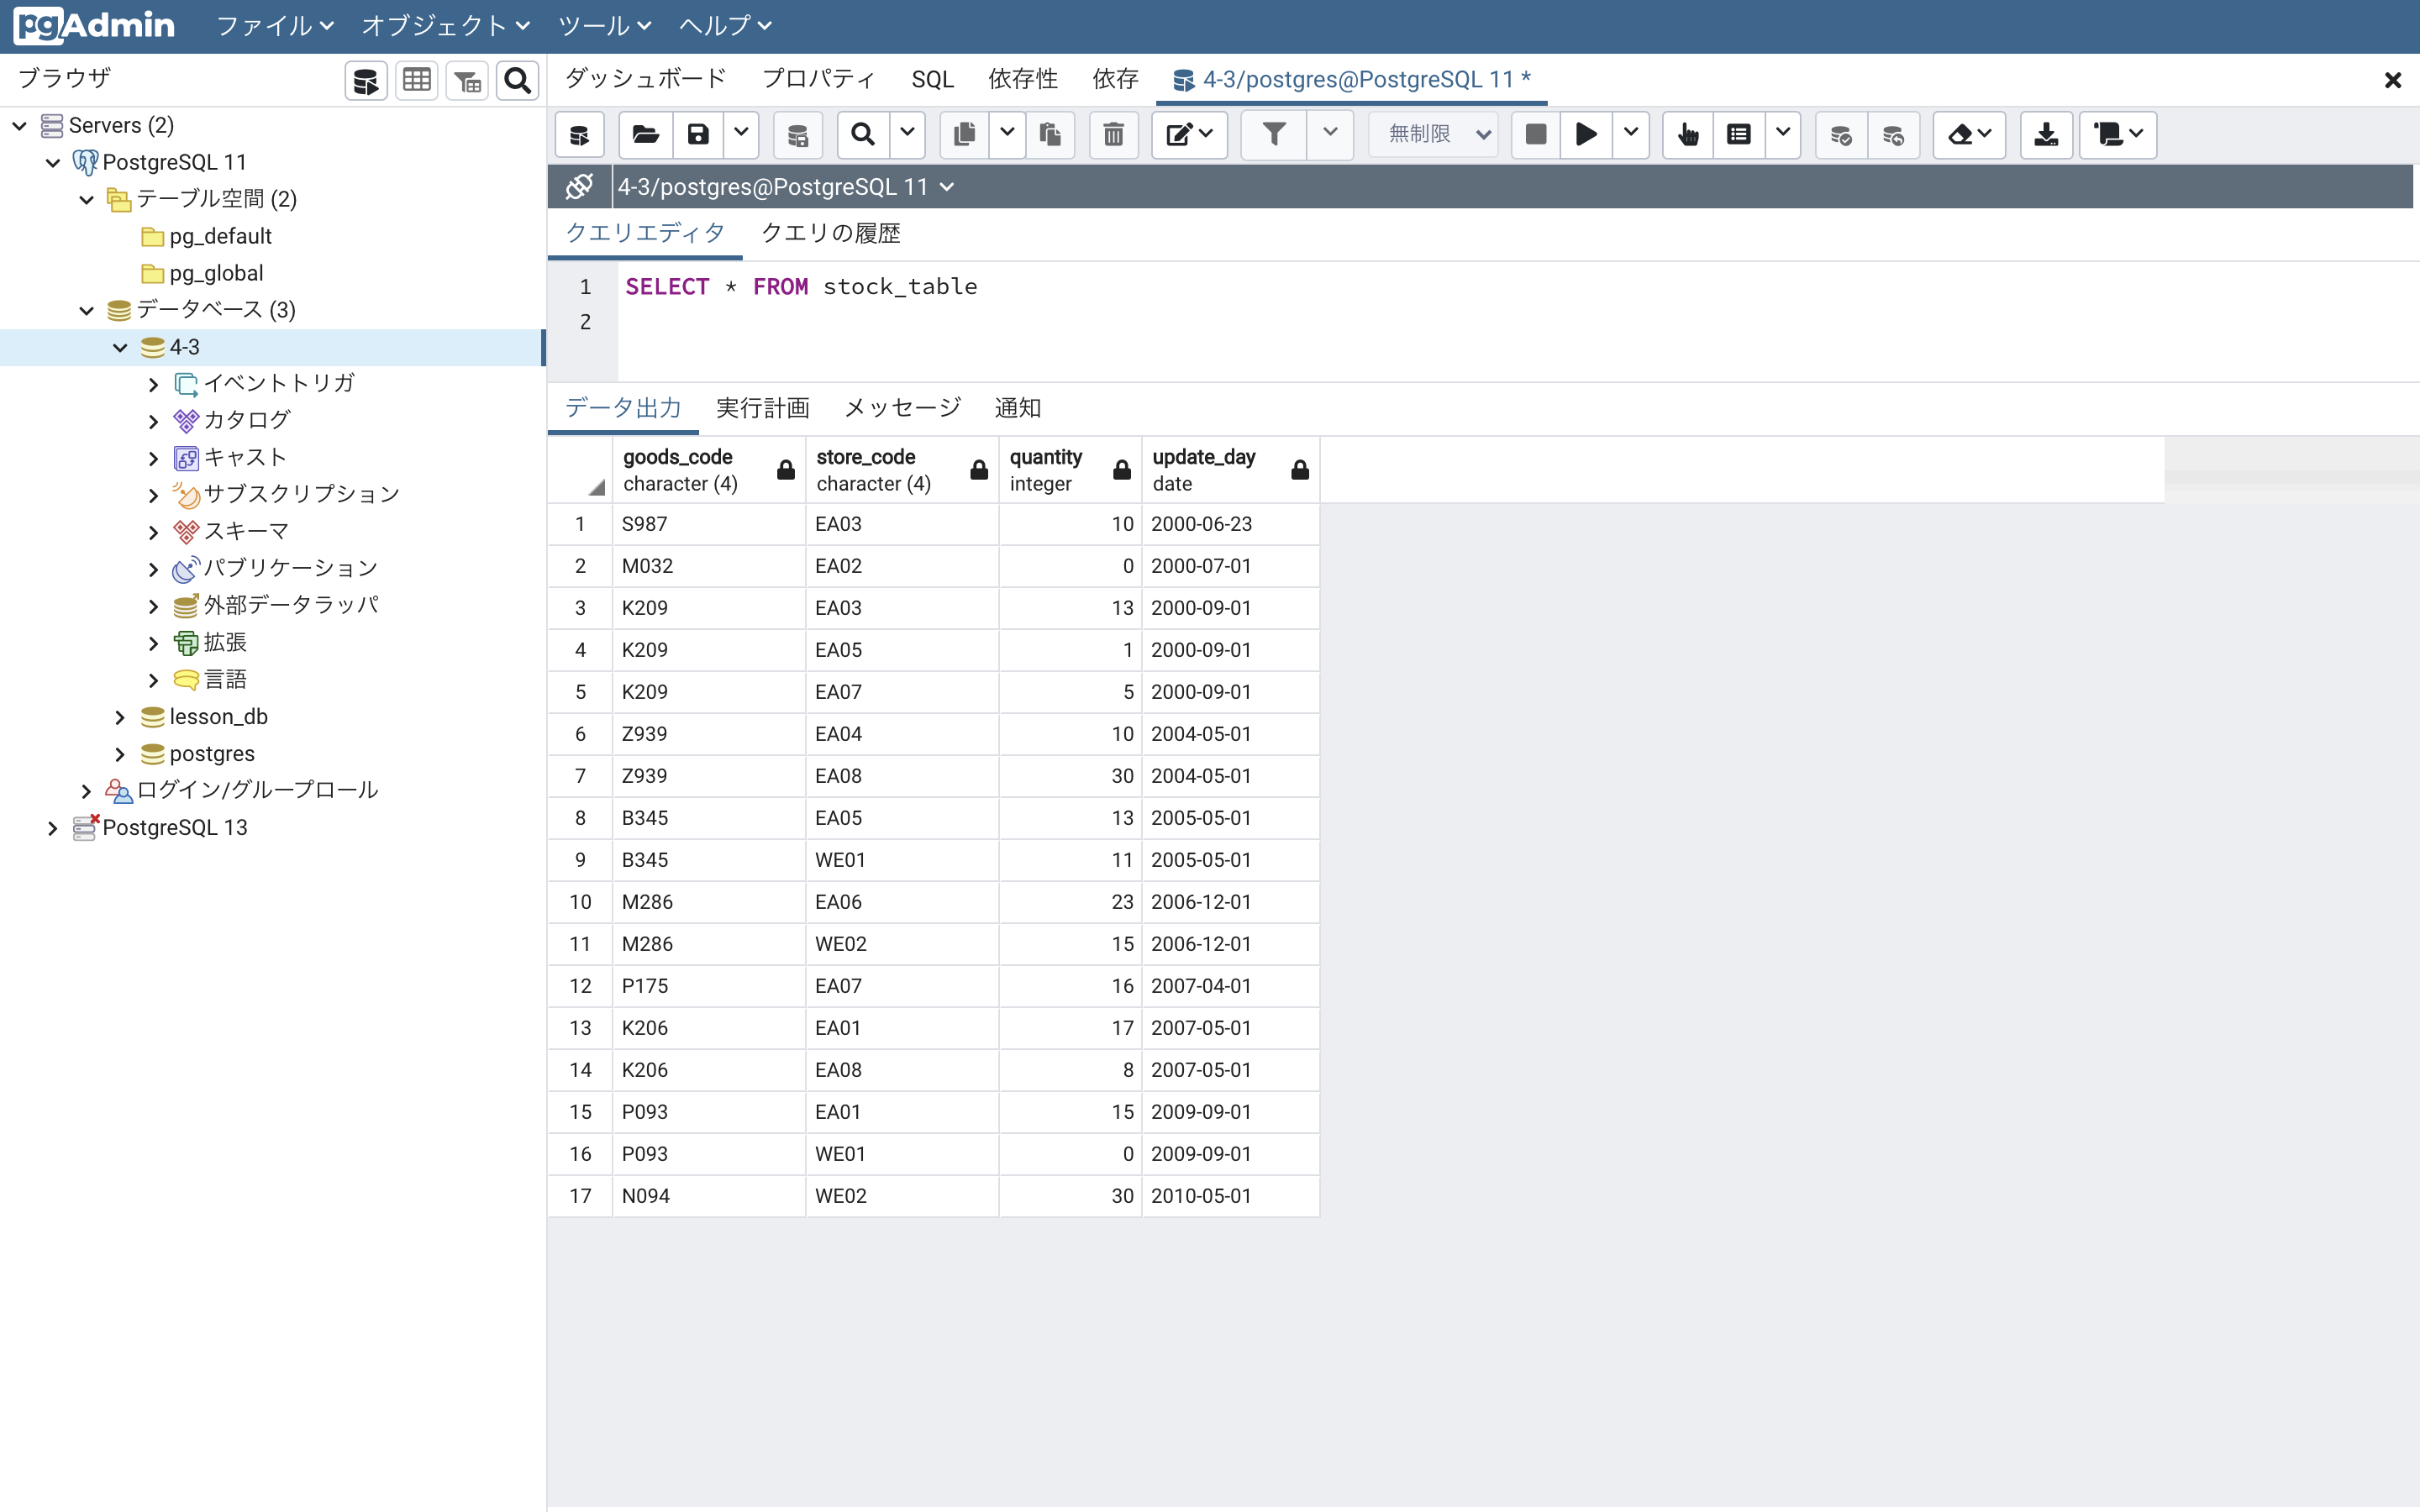 pgAdmin ファイル オブジェクト ツール ヘルプ
ブラウザ
Servers (2)
PostgreSQL 11
テーブル空間 (2)
pg_default
pg_global
データベース (3)
4-3
イベントトリガ
カタログ
キャスト
サブスクリプション
スキーマ
パブリケーション
外部データラッパ
拡張
言語
lesson_db
postgres
ログイン/グループロール
PostgreSQL 13
ダッシュボード プロパティ SQL 依存性 依存 4-3/postgres@PostgreSQL 11 *
無制限
4-3/postgres@PostgreSQL 11
クエリエディタ クエリの履歴
1 SELECT * FROM stock_table
2
データ出力 実行計画 メッセージ 通知
goods_code store_code quantity update_day
character (4) character (4) integer date
1 S987 EA03 10 2000-06-23
2 M032 EA02 0 2000-07-01
3 K209 EA03 13 2000-09-01
4 K209 EA05 1 2000-09-01
5 K209 EA07 5 2000-09-01
6 Z939 EA04 10 2004-05-01
7 Z939 EA08 30 2004-05-01
8 B345 EA05 13 2005-05-01
9 B345 WE01 11 2005-05-01
10 M286 EA06 23 2006-12-01
11 M286 WE02 15 2006-12-01
12 P175 EA07 16 2007-04-01
13 K206 EA01 17 2007-05-01
14 K206 EA08 8 2007-05-01
15 P093 EA01 15 2009-09-01
16 P093 WE01 0 2009-09-01
17 N094 WE02 30 2010-05-01